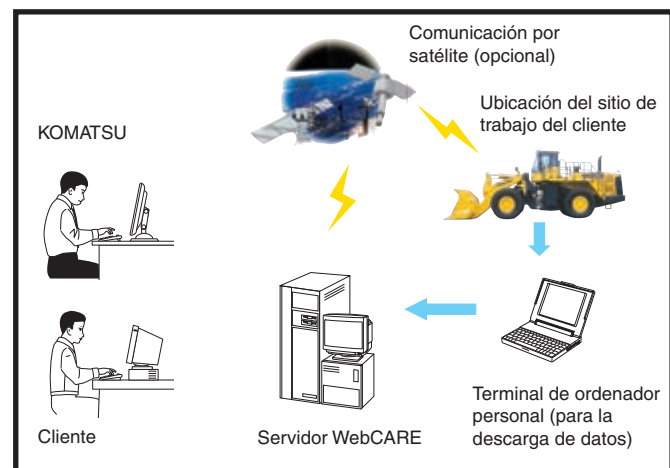 Comunicación por
satélite (opcional)
Ubicación del sitio de
trabajo del cliente
KOMATSU
Cliente
Servidor WebCARE
Terminal de ordenador
personal (para la
descarga de datos)